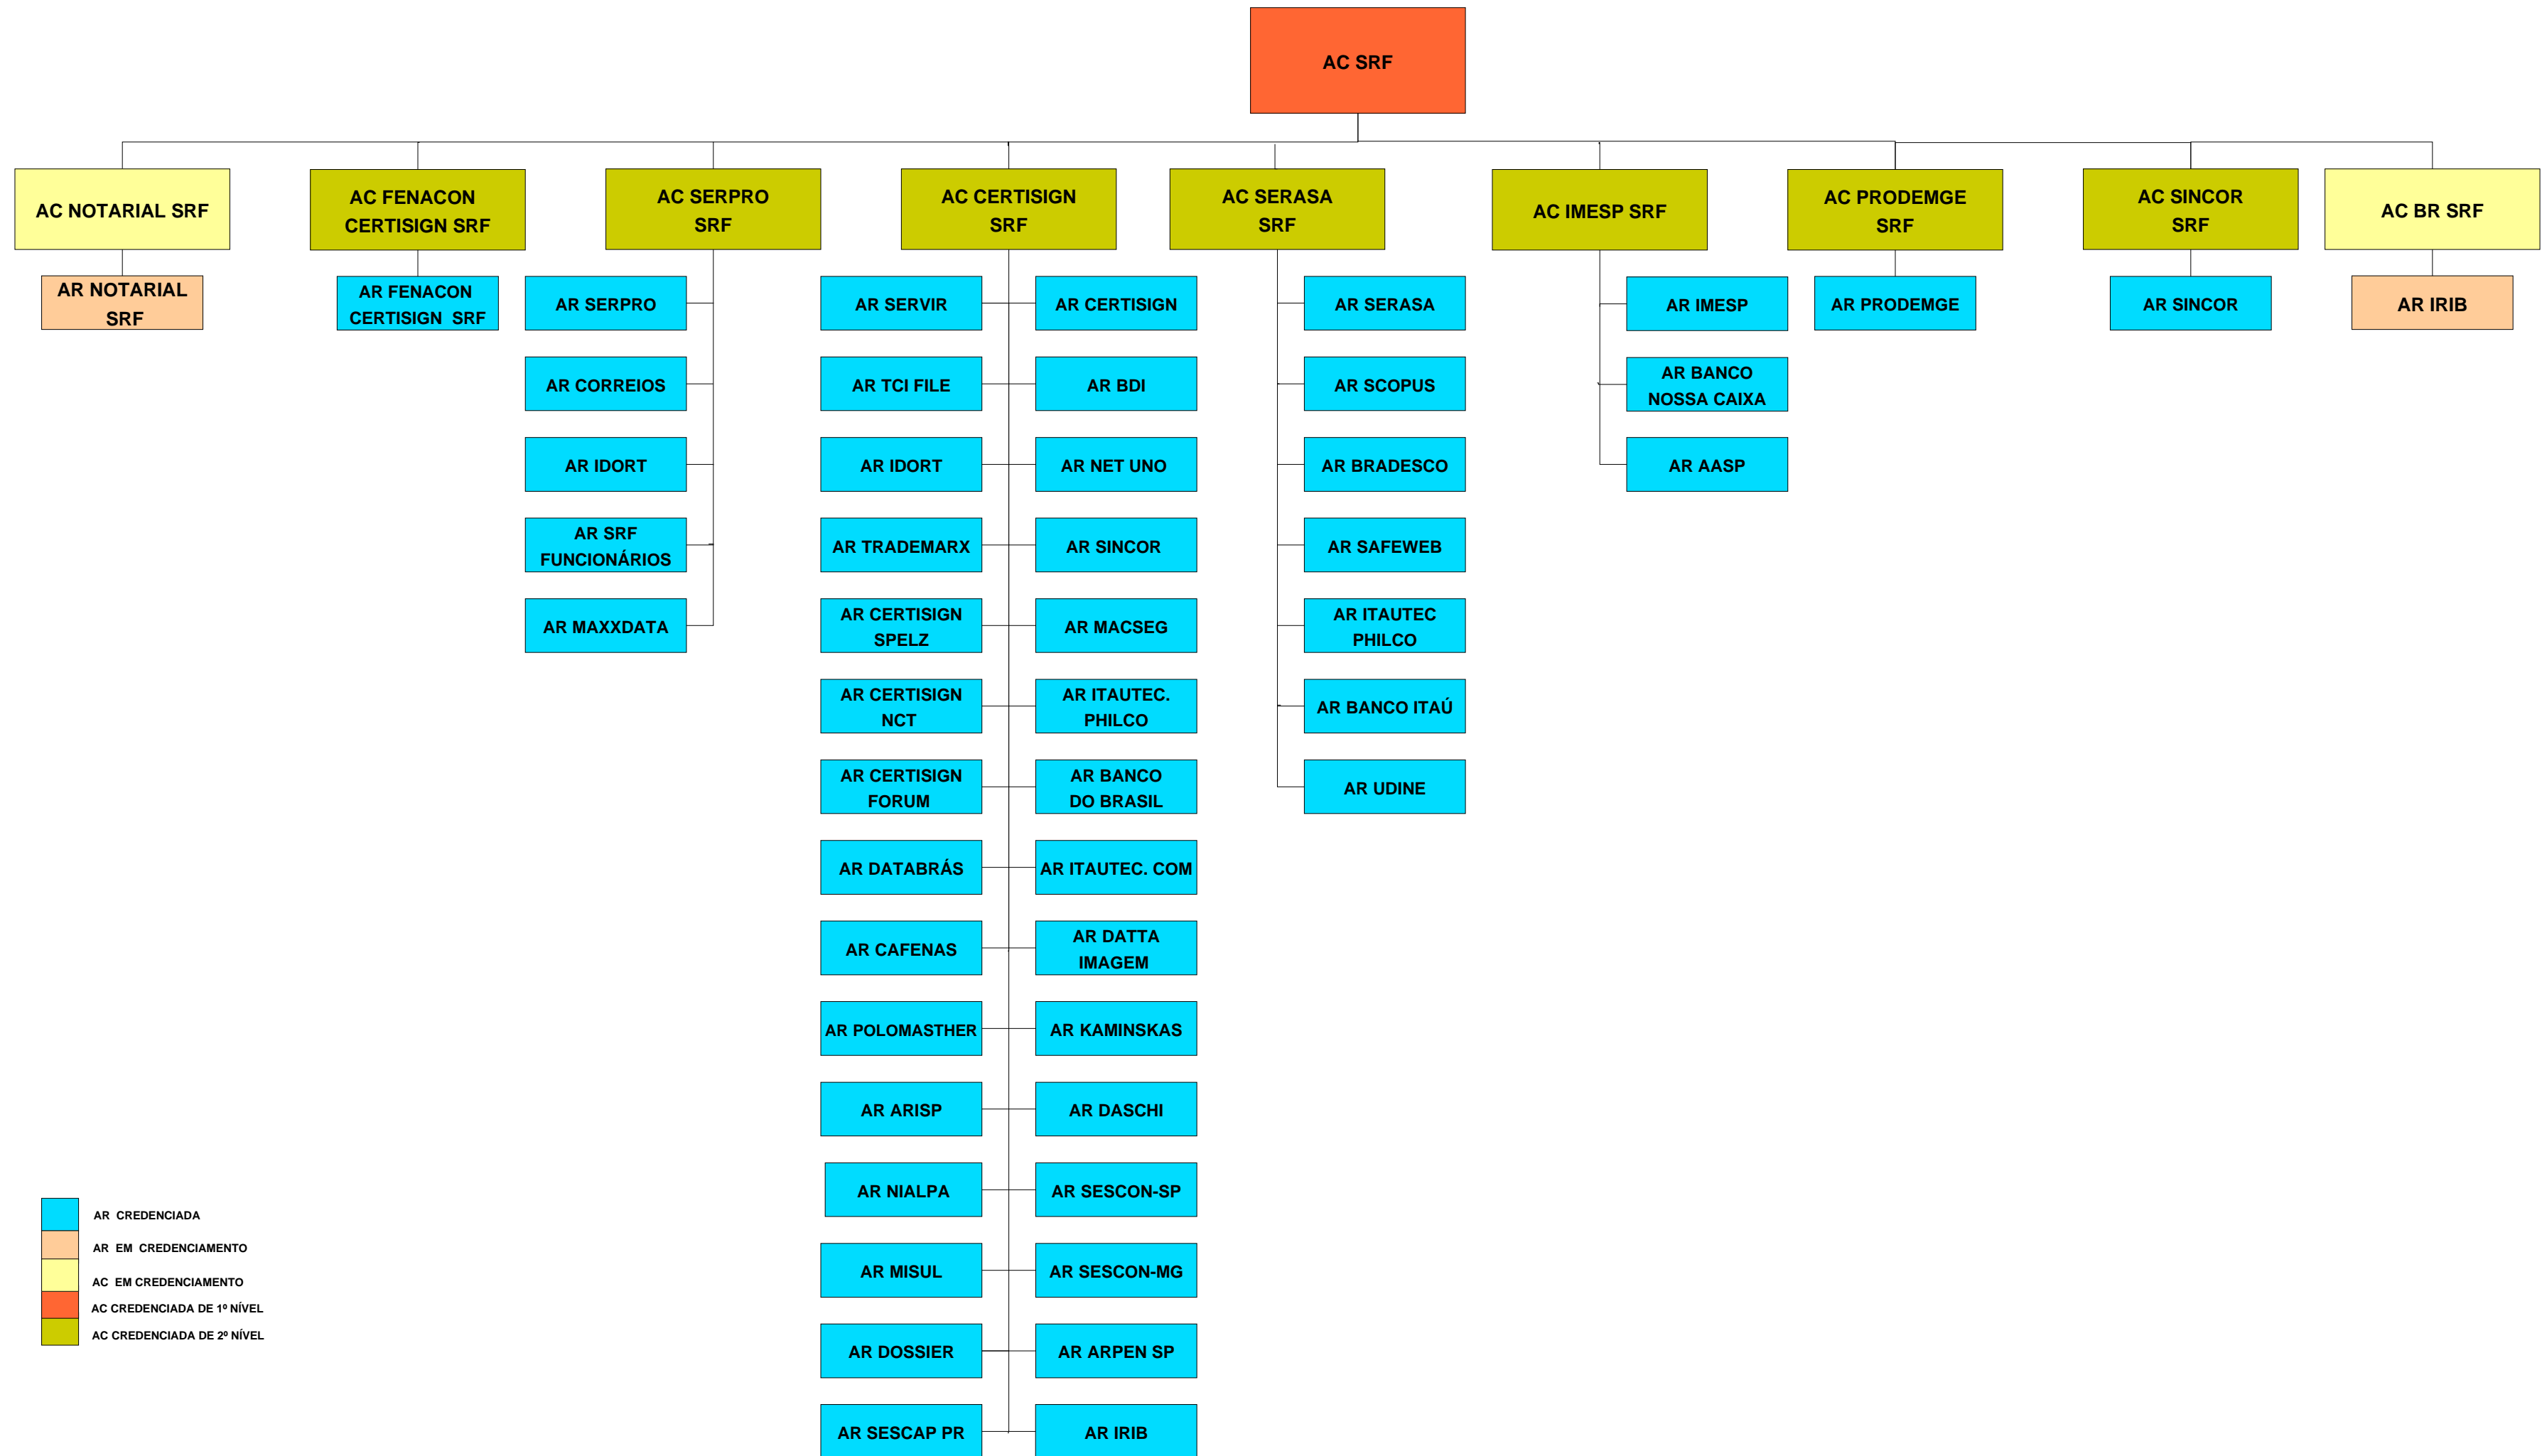 AC SRF
AC NOTARIAL SRF
AC FENACON
CERTISIGN SRF
AC SERPRO
SRF
AC CERTISIGN
SRF
AC SERASA
SRF
AC IMESP SRF
AC PRODEMGE
SRF
AC SINCOR
SRF
AC BR SRF
AR NOTARIAL
SRF
AR FENACON
CERTISIGN SRF
AR SERPRO
AR SERVIR
AR CERTISIGN
AR SERASA
AR IMESP
AR PRODEMGE
AR SINCOR
AR IRIB
AR CORREIOS
AR TCI FILE
AR BDI
AR SCOPUS
AR BANCO
NOSSA CAIXA
AR IDORT
AR IDORT
AR NET UNO
AR BRADESCO
AR AASP
AR SRF
FUNCIONÁRIOS
AR TRADEMARX
AR SINCOR
AR SAFEWEB
AR MAXXDATA
AR CERTISIGN
SPELZ
AR MACSEG
AR ITAUTEC
PHILCO
AR CERTISIGN
NCT
AR ITAUTEC.
PHILCO
AR BANCO ITAÚ
AR CERTISIGN
FORUM
AR BANCO
DO BRASIL
AR UDINE
AR DATABRÁS
AR ITAUTEC. COM
AR CAFENAS
AR DATTA
IMAGEM
AR POLOMASTHER
AR KAMINSKAS
AR ARISP
AR DASCHI
AR NIALPA
AR SESCON-SP
AR MISUL
AR SESCON-MG
AR DOSSIER
AR ARPEN SP
AR SESCAP PR
AR IRIB
AR CREDENCIADA
AR EM CREDENCIAMENTO
AC EM CREDENCIAMENTO
AC CREDENCIADA DE 1º NÍVEL
AC CREDENCIADA DE 2º NÍVEL